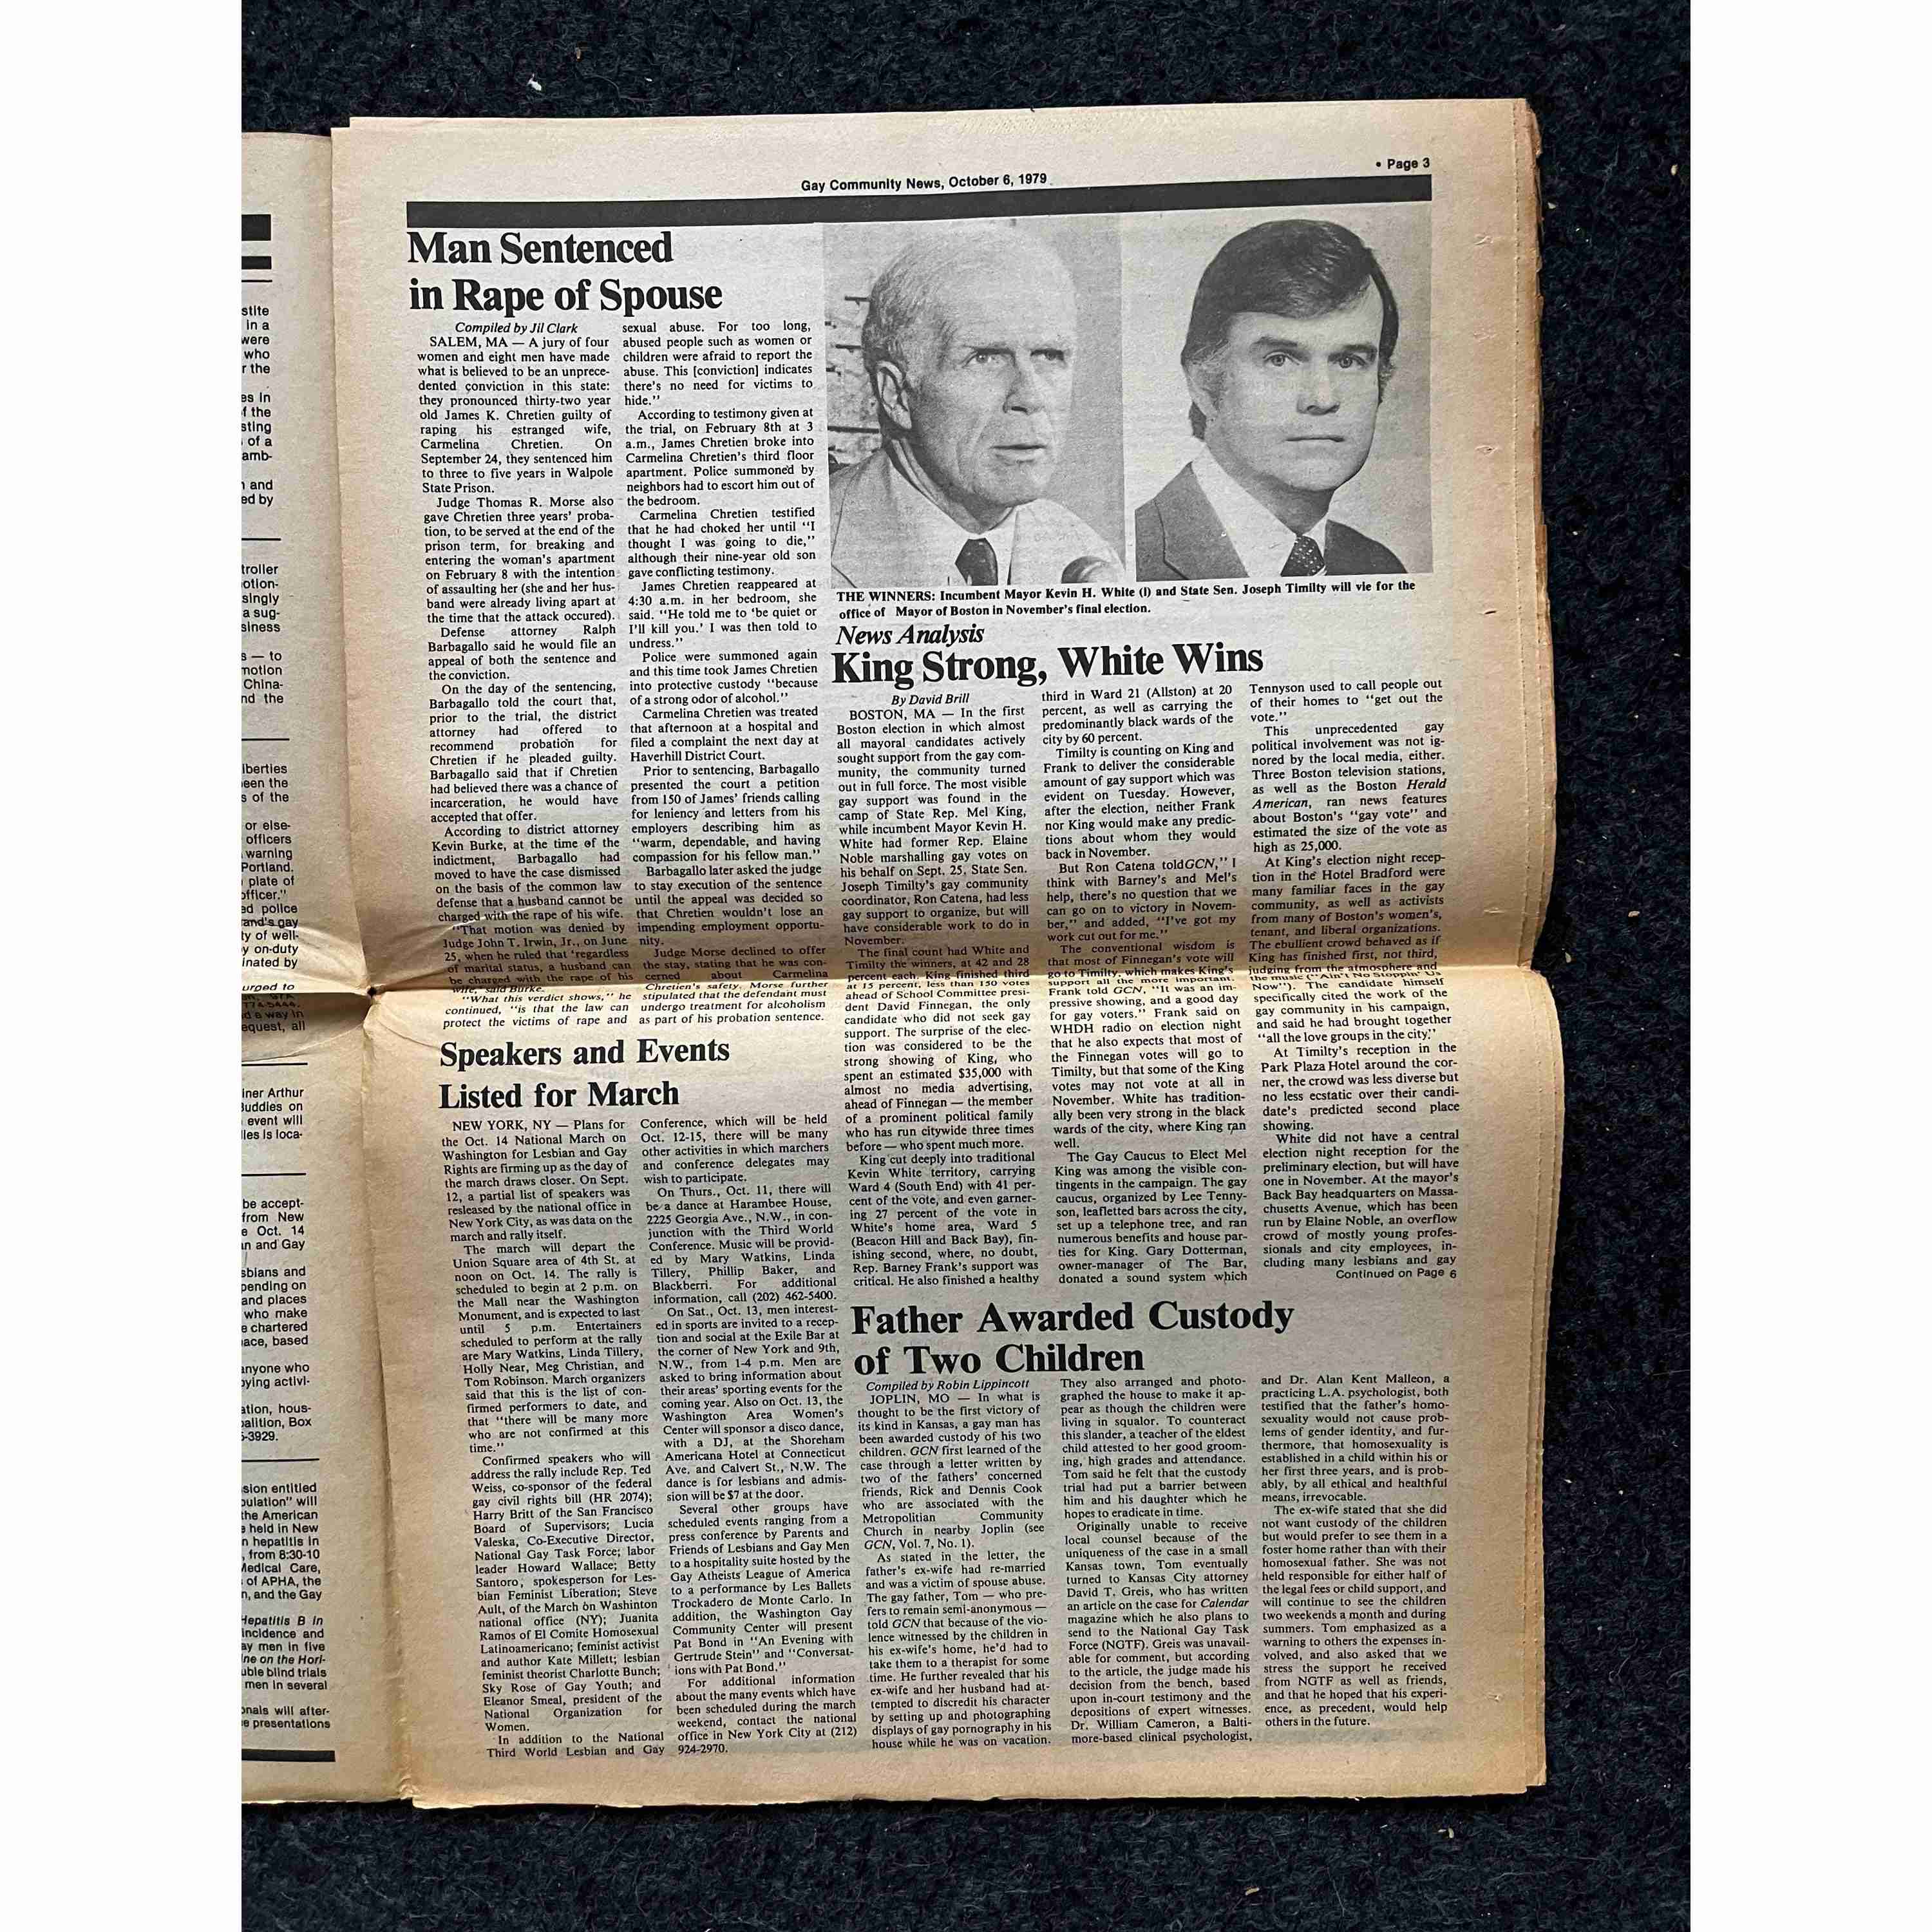 Gay Community News, October 6, 1979
• Page 3
Man Sentenced
in Rape of Spouse
Compiled by Jil Clark
SALEM, MA — A jury of four
women and eight men have made
what is believed to be an unprece-
dented conviction in this state:
they pronounced thirty-two year
old James K. Chretien guilty of
raping his estranged wife,
Carmelina Chretien. On
September 24, they sentenced him
to three to five years in Walpole
State Prison.
Judge Thomas R. Morse also
gave Chretien three years' proba-
tion, to be served at the end of the
prison term, for breaking and
entering the woman's apartment
on February 8 with the intention
of assaulting her (she and her hus-
band were already living apart at
the time that the attack occured).
Defense attorney Ralph
Barbagallo said he would file an
appeal of both the sentence and
the conviction.
On the day of the sentencing,
Barbagallo told the court that,
prior to the trial, the district
attorney had offered to
recommend probation for
Chretien if he pleaded guilty.
Barbagallo said that if Chretien
had believed there was a chance of
incarceration, he would have
accepted that offer.
According to district attorney
Kevin Burke, at the time of the
indictment, Barbagallo had
moved to have the case dismissed
on the basis of the common law
defense that a husband cannot be
charged with the rape of his wife.
"That motion was denied by
Judge John T. Irwin, Jr., on June
25, when he ruled that 'regardless
of marital status, a husband can
be charged with the rape of his
wife,' said Burke.
"What this verdict shows," he
continued, "is that the law can
protect the victims of rape and
sexual abuse. For too long,
abused people such as women or
children were afraid to report the
abuse. This [conviction] indicates
there's no need for victims to
hide."
According to testimony given at
the trial, on February 8th at 3
a.m., James Chretien broke into
Carmelina Chretien's third floor
apartment. Police summoned by
neighbors had to escort him out of
the bedroom.
Carmelina Chretien testified
that he had choked her until "I
thought I was going to die,"
although their nine-year old son
gave conflicting testimony.
James Chretien reappeared at
4:30 a.m. in her bedroom, she
said. "He told me to 'be quiet or
I'll kill you.' I was then told to
undress."
Police were summoned again
and this time took James Chretien
into protective custody "because
of a strong odor of alcohol."
Carmelina Chretien was treated
that afternoon at a hospital and
filed a complaint the next day at
Haverhill District Court.
Prior to sentencing, Barbagallo
presented the court a petition
from 150 of James' friends calling
for leniency and letters from his
employers describing him as
"warm, dependable, and having
compassion for his fellow man."
Barbagallo later asked the judge
to stay execution of the sentence
until the appeal was decided so
that Chretien wouldn't lose an
impending employment opportu-
nity.
Judge Morse declined to offer
the stay, stating that he was con-
cerned about Carmelina
Chretien's safety. Morse further
stipulated that the defendant must
undergo treatment for alcoholism
as part of his probation sentence.
THE WINNERS: Incumbent Mayor Kevin H. White (l) and State Sen. Joseph Timilty will vie for the
office of Mayor of Boston in November's final election.
News Analysis
King Strong, White Wins
By David Brill
BOSTON, MA — In the first
Boston election in which almost
all mayoral candidates actively
sought support from the gay com-
munity, the community turned
out in full force. The most visible
gay support was found in the
camp of State Rep. Mel King,
while incumbent Mayor Kevin H.
White had former Rep. Elaine
Noble marshalling gay votes on
his behalf on Sept. 25, State Sen.
Joseph Timilty's gay community
coordinator, Ron Catena, had less
gay support to organize, but will
have considerable work to do in
November.
The final count had White and
Timilty the winners, at 42 and 28
percent each. King finished third
at 15 percent, less than 150 votes
ahead of School Committee presi-
dent David Finnegan, the only
candidate who did not seek gay
support. The surprise of the elec-
tion was considered to be the
strong showing of King, who
spent an estimated $35,000 with
almost no media advertising,
ahead of Finnegan — the member
of a prominent political family
who has run citywide three times
before — who spent much more.
King cut deeply into traditional
Kevin White territory, carrying
Ward 4 (South End) with 41 per-
cent of the vote, and even garner-
ing 27 percent of the vote in
White's home area, Ward 5
(Beacon Hill and Back Bay), fin-
ishing second, where, no doubt,
Rep. Barney Frank's support was
critical. He also finished a healthy
third in Ward 21 (Allston) at 20
percent, as well as carrying the
predominantly black wards of the
city by 60 percent.
Timilty is counting on King and
Frank to deliver the considerable
amount of gay support which was
evident on Tuesday. However,
after the election, neither Frank
nor King would make any predic-
tions about whom they would
back in November.
But Ron Catena told GCN," I
think with Barney's and Mel's
help, there's no question that we
can go on to victory in Novem-
ber," and added, "I've got my
work cut out for me."
The conventional wisdom is
that most of Finnegan's vote will
go to Timilty, which makes King's
support all the more important.
Frank told GCN, "It was an im-
pressive showing, and a good day
for gay voters." Frank said on
WHDH radio on election night
that he also expects that most of
the Finnegan votes will go to
Timilty, but that some of the King
votes may not vote at all in
November. White has tradition-
ally been very strong in the black
wards of the city, where King ran
well.
The Gay Caucus to Elect Mel
King was among the visible con-
tingents in the campaign. The gay
caucus, organized by Lee Tenny-
son, leafletted bars across the city,
set up a telephone tree, and ran
numerous benefits and house par-
ties for King. Gary Dotterman,
owner-manager of The Bar,
donated a sound system which
Tennyson used to call people out
of their homes to "get out the
vote."
This unprecedented gay
political involvement was not ig-
nored by the local media, either.
Three Boston television stations,
as well as the Boston Herald
American, ran news features
about Boston's "gay vote" and
estimated the size of the vote as
high as 25,000.
At King's election night recep-
tion in the Hotel Bradford were
many familiar faces in the gay
community, as well as activists
from many of Boston's women's,
tenant, and liberal organizations.
The ebullient crowd behaved as if
King has finished first, not third,
judging from the atmosphere and
the music ("Ain't No Stoppin' Us
Now"). The candidate himself
specifically cited the work of the
gay community in his campaign,
and said he had brought together
"all the love groups in the city."
At Timilty's reception in the
Park Plaza Hotel around the cor-
ner, the crowd was less diverse but
no less ecstatic over their candi-
date's predicted second place
showing.
White did not have a central
election night reception for the
preliminary election, but will have
one in November. At the mayor's
Back Bay headquarters on Massa-
chusetts Avenue, which has been
run by Elaine Noble, an overflow
crowd of mostly young profes-
sionals and city employees, in-
cluding many lesbians and gay
Continued on Page 6
Speakers and Events
Listed for March
NEW YORK, NY — Plans for
the Oct. 14 National March on
Washington for Lesbian and Gay
Rights are firming up as the day of
the march draws closer. On Sept.
12, a partial list of speakers was
resleased by the national office in
New York City, as was data on the
march and rally itself.
The march will depart the
Union Square area of 4th St. at
noon on Oct. 14. The rally is
scheduled to begin at 2 p.m. on
the Mall near the Washington
Monument, and is expected to last
until 5 p.m. Entertainers
scheduled to perform at the rally
are Mary Watkins, Linda Tillery,
Holly Near, Meg Christian, and
Tom Robinson. March organizers
said that this is the list of con-
firmed performers to date, and
that "there will be many more
who are not confirmed at this
time."
Confirmed speakers who will
address the rally include Rep. Ted
Weiss, co-sponsor of the federal
gay civil rights bill (HR 2074);
Harry Britt of the San Francisco
Board of Supervisors; Lucia
Valeska, Co-Executive Director,
National Gay Task Force; labor
leader Howard Wallace; Betty
Santoro, spokesperson for Les-
bian Feminist Liberation; Steve
Ault, of the March on Washinton
national office (NY); Juanita
Ramos of El Comite Homosexual
Latinoamericano; feminist activist
and author Kate Millett; lesbian
feminist theorist Charlotte Bunch;
Sky Rose of Gay Youth; and
Eleanor Smeal, president of the
National Organization for
Women.
In addition to the National
Third World Lesbian and Gay
Conference, which will be held
Oct. 12-15, there will be many
other activities in which marchers
and conference delegates may
wish to participate.
On Thurs., Oct. 11, there will
be a dance at Harambee House,
2225 Georgia Ave., N.W., in con-
junction with the Third World
Conference. Music will be provid-
ed by Mary Watkins, Linda
Tillery, Phillip Baker, and
Blackberri. For additional
information, call (202) 462-5400.
On Sat., Oct. 13, men interest-
ed in sports are invited to a recep-
tion and social at the Exile Bar at
the corner of New York and 9th,
N.W., from 1-4 p.m. Men are
asked to bring information about
their areas' sporting events for the
coming year. Also on Oct. 13, the
Washington Area Women's
Center will sponsor a disco dance,
with a DJ, at the Shoreham
Americana Hotel at Connecticut
Ave. and Calvert St., N.W. The
dance is for lesbians and admis-
sion will be $7 at the door.
Several other groups have
scheduled events ranging from a
press conference by Parents and
Friends of Lesbians and Gay Men
to a hospitality suite hosted by the
Gay Atheists League of America
to a performance by Les Ballets
Trockadero de Monte Carlo. In
addition, the Washington Gay
Community Center will present
Pat Bond in "An Evening with
Gertrude Stein" and "Conversat-
ions with Pat Bond."
For additional information
about the many events which have
been scheduled during the march
weekend, contact the national
office in New York City at (212)
924-2970.
Father Awarded Custody
of Two Children
Compiled by Robin Lippincott
JOPLIN, MO — In what is
thought to be the first victory of
its kind in Kansas, a gay man has
been awarded custody of his two
children. GCN first learned of the
case through a letter written by
two of the fathers' concerned
friends, Rick and Dennis Cook
who are associated with the
Metropolitan Community
Church in nearby Joplin (see
GCN, Vol. 7, No. 1).
As stated in the letter, the
father's ex-wife had re-married
and was a victim of spouse abuse.
The gay father, Tom — who pre-
fers to remain semi-anonymous —
told GCN that because of the vio-
lence witnessed by the children in
his ex-wife's home, he'd had to
take them to a therapist for some
time. He further revealed that his
ex-wife and her husband had at-
tempted to discredit his character
by setting up and photographing
displays of gay pornography in his
house while he was on vacation.
They also arranged and photo-
graphed the house to make it ap-
pear as though the children were
living in squalor. To counteract
this slander, a teacher of the eldest
child attested to her good groom-
ing, high grades and attendance.
Tom said he felt that the custody
trial had put a barrier between
him and his daughter which he
hopes to eradicate in time.
Originally unable to receive
local counsel because of the
uniqueness of the case in a small
Kansas town, Tom eventually
turned to Kansas City attorney
David T. Greis, who has written
an article on the case for Calendar
magazine which he also plans to
send to the National Gay Task
Force (NGTF). Greis was unavail-
able for comment, but according
to the article, the judge made his
decision from the bench, based
upon in-court testimony and the
depositions of expert witnesses.
Dr. William Cameron, a Balti-
more-based clinical psychologist,
and Dr. Alan Kent Malleon, a
practicing L.A. psychologist, both
testified that the father's homo-
sexuality would not cause prob-
lems of gender identity, and fur-
thermore, that homosexuality is
established in a child within his or
her first three years, and is prob-
ably, by all ethical and healthful
means, irrevocable.
The ex-wife stated that she did
not want custody of the children
but would prefer to see them in a
foster home rather than with their
homosexual father. She was not
held responsible for either half of
the legal fees or child support, and
will continue to see the children
two weekends a month and during
summers. Tom emphasized as a
warning to others the expenses in-
volved, and also asked that we
stress the support he received
from NGTF as well as friends,
and that he hoped that his experi-
ence, as precedent, would help
others in the future.